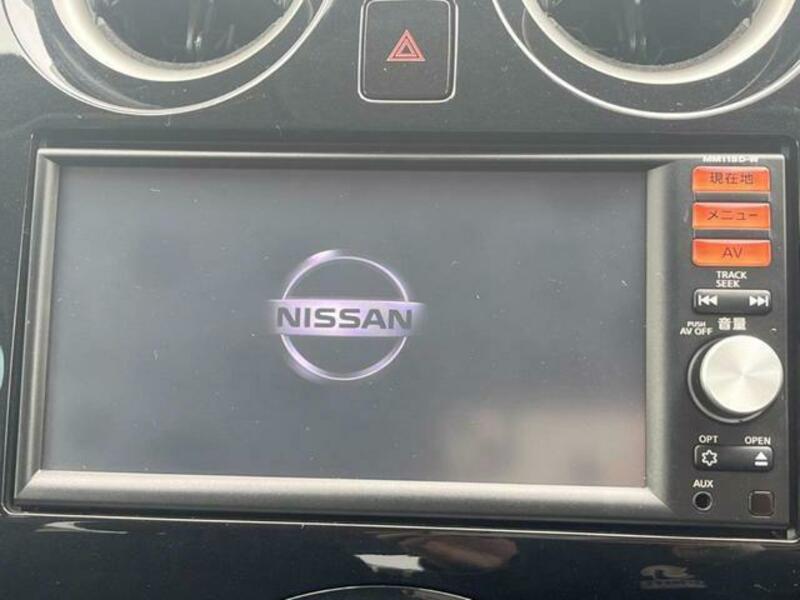 MM115D-W
現在地
メニュー
AV
TRACK
SEEK
PUSH
AV OFF
音量
NISSAN
OPT
OPEN
AUX